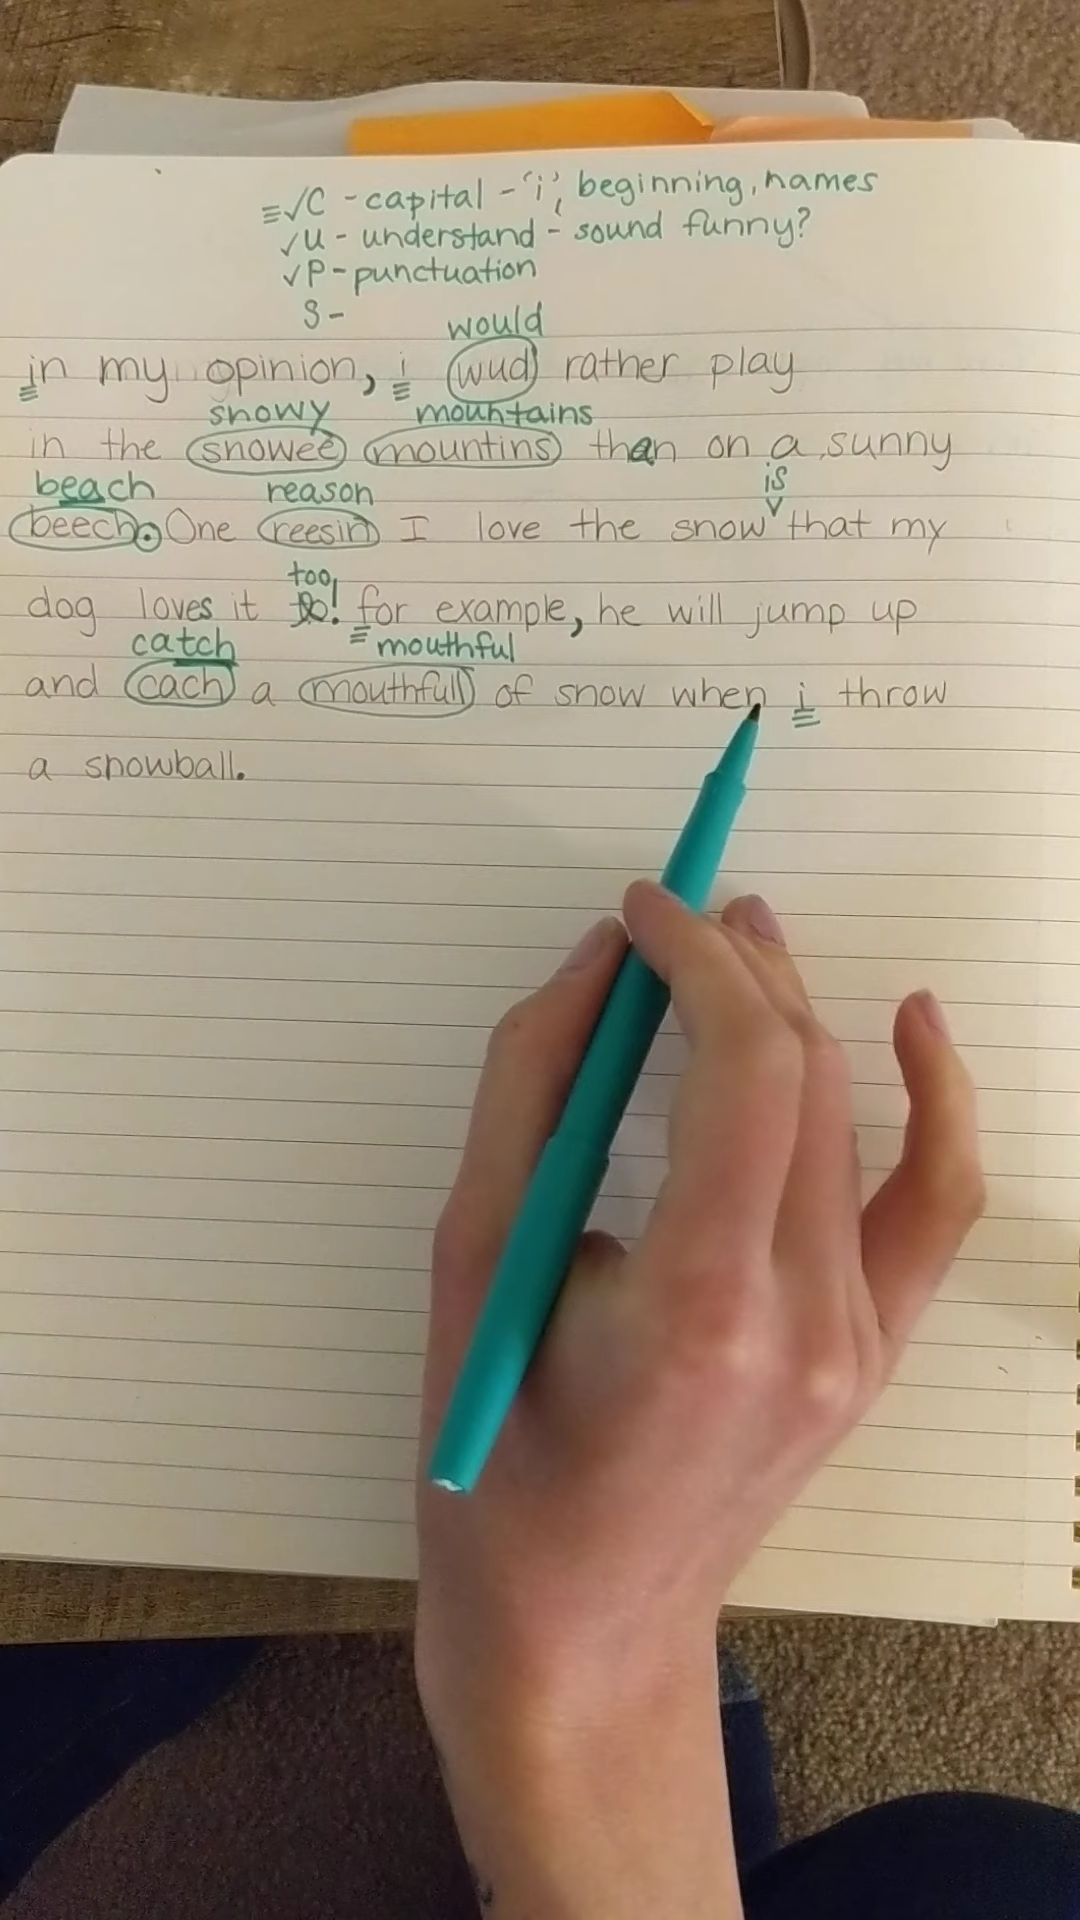 ≡✓C - capital - 'i', beginning, names
✓U - understand - sound funny?
✓P - punctuation
S -
would
in my opinion, i wud rather play
snowy mountains
in the snowee mountins than on a sunny
beach reason is
beech. One reesin I love the snow that my
too
dog loves it to! for example, he will jump up
catch mouthful
and cach a mouthfull of snow when i throw
a snowball.